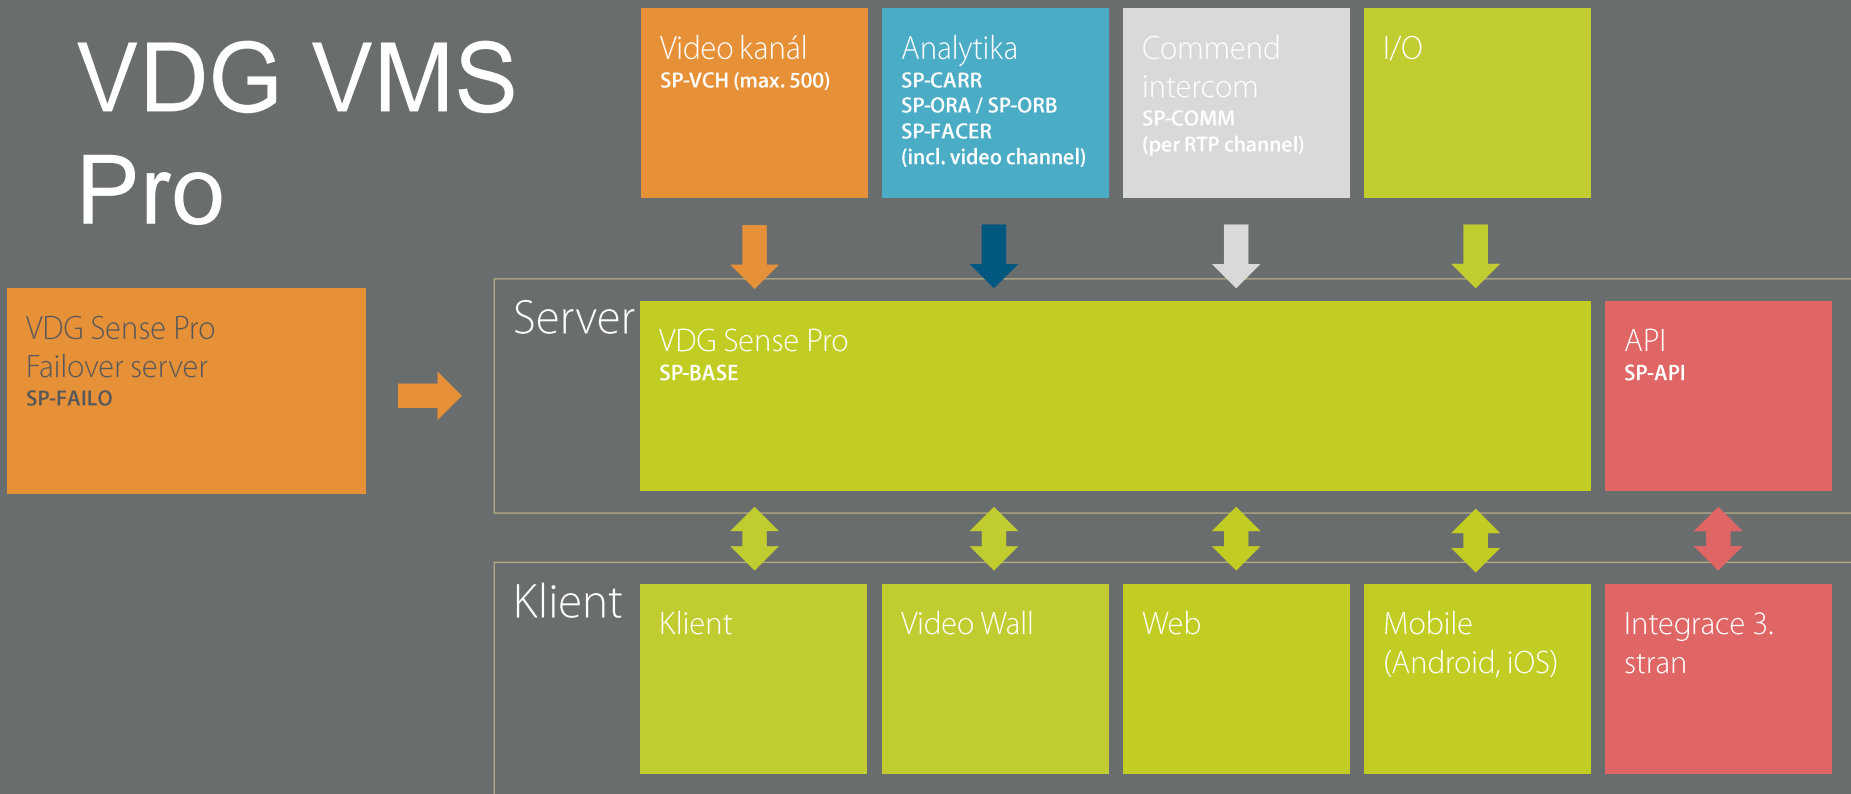 VDG VMS
Pro
Video kanál
SP-VCH (max. 500)
Analytika
SP-CARR
SP-ORA / SP-ORB
SP-FACER
(incl. video channel)
Commend
intercom
SP-COMM
(per RTP channel)
I/O
VDG Sense Pro
Failover server
SP-FAILO
Server
VDG Sense Pro
SP-BASE
API
SP-API
Klient
Klient
Video Wall
Web
Mobile
(Android, iOS)
Integrace 3.
stran